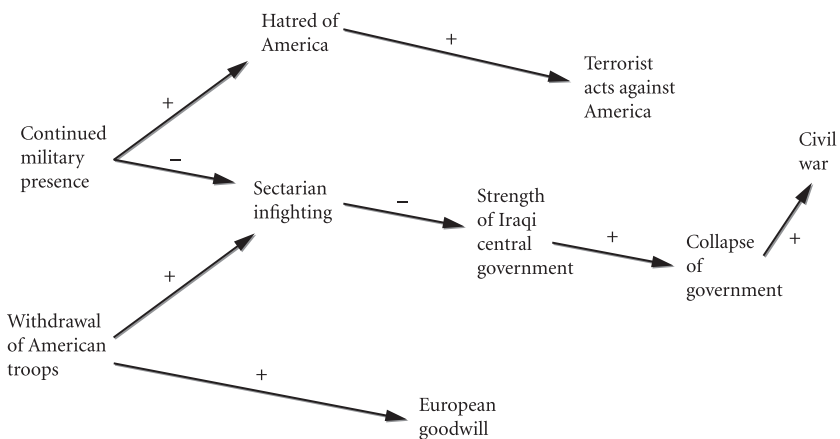 Hatred of
America
+
Terrorist
acts against
America
+
Continued
military
presence
–
Civil
war
Sectarian
infighting
–
Strength
of Iraqi
central
government
+
Collapse
of
government
+
+
Withdrawal
of American
troops
+
European
goodwill